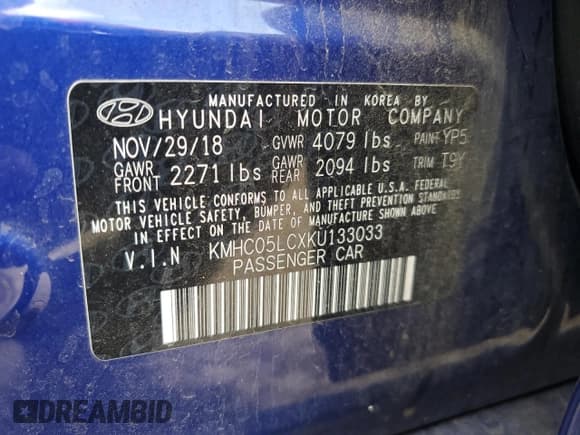 MANUFACTURED IN KOREA BY
HYUNDAI MOTOR COMPANY
NOV/29/18 GVWR 4079 lbs PAINT YP5
GAWR FRONT 2271 lbs GAWR REAR 2094 lbs TRIM T9Y
THIS VEHICLE CONFORMS TO ALL APPLICABLE U.S.A. FEDERAL
MOTOR VEHICLE SAFETY, BUMPER, AND THEFT PREVENTION STANDARDS
IN EFFECT ON THE DATE OF MANUFACTURE SHOWN ABOVE.
V.I.N KMHC05LCXKU133033
PASSENGER CAR
DREAMBID